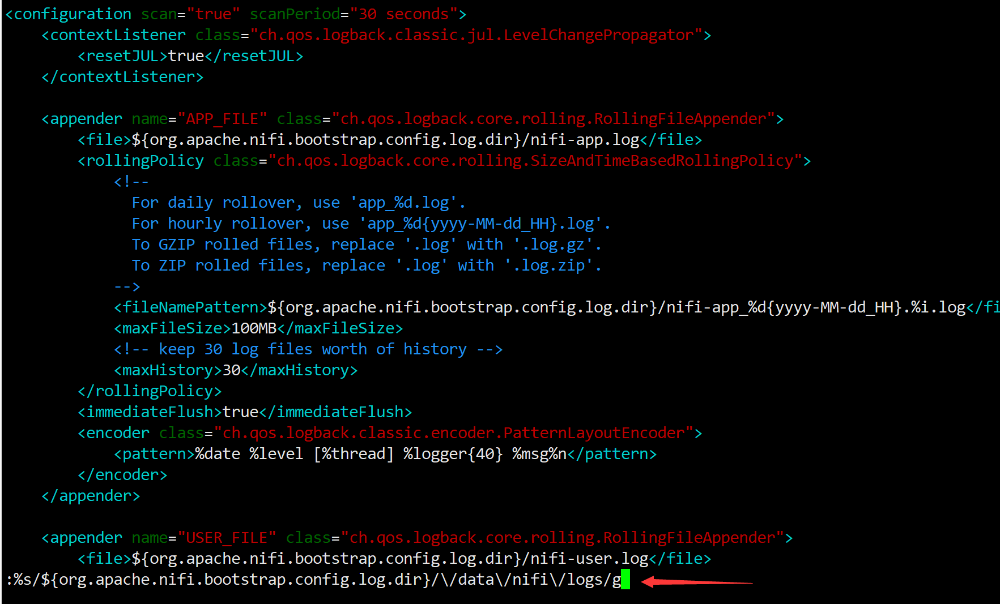 <configuration scan="true" scanPeriod="30 seconds">
    <contextListener class="ch.qos.logback.classic.jul.LevelChangePropagator">
        <resetJUL>true</resetJUL>
    </contextListener>

    <appender name="APP_FILE" class="ch.qos.logback.core.rolling.RollingFileAppender">
        <file>${org.apache.nifi.bootstrap.config.log.dir}/nifi-app.log</file>
        <rollingPolicy class="ch.qos.logback.core.rolling.SizeAndTimeBasedRollingPolicy">
            <!--
              For daily rollover, use 'app_%d.log'.
              For hourly rollover, use 'app_%d{yyyy-MM-dd_HH}.log'.
              To GZIP rolled files, replace '.log' with '.log.gz'.
              To ZIP rolled files, replace '.log' with '.log.zip'.
            -->
            <fileNamePattern>${org.apache.nifi.bootstrap.config.log.dir}/nifi-app_%d{yyyy-MM-dd_HH}.%i.log</fi
            <maxFileSize>100MB</maxFileSize>
            <!-- keep 30 log files worth of history -->
            <maxHistory>30</maxHistory>
        </rollingPolicy>
        <immediateFlush>true</immediateFlush>
        <encoder class="ch.qos.logback.classic.encoder.PatternLayoutEncoder">
            <pattern>%date %level [%thread] %logger{40} %msg%n</pattern>
        </encoder>
    </appender>

    <appender name="USER_FILE" class="ch.qos.logback.core.rolling.RollingFileAppender">
        <file>${org.apache.nifi.bootstrap.config.log.dir}/nifi-user.log</file>
:%s/${org.apache.nifi.bootstrap.config.log.dir}/\/data\/nifi\/logs/g